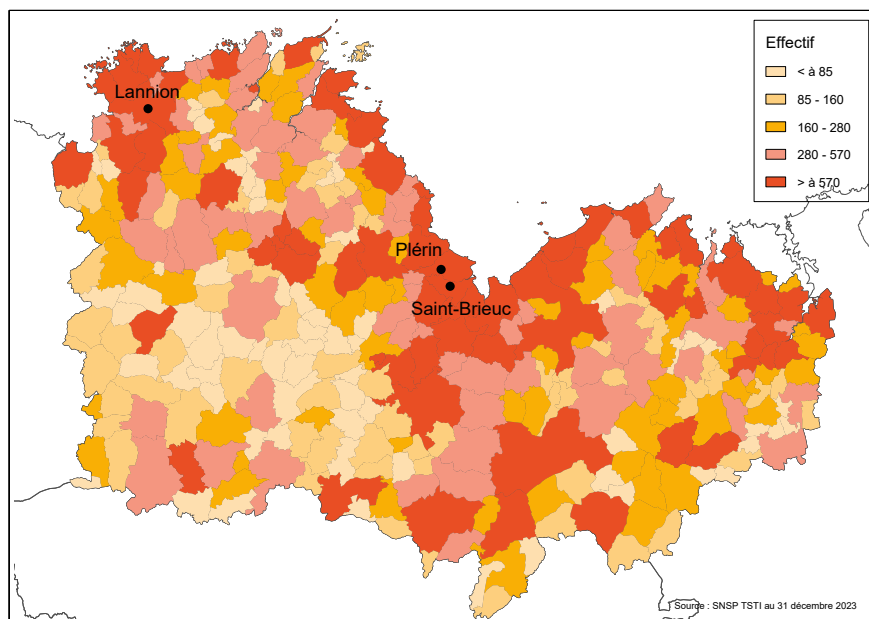 Effectif
< à 85
85 - 160
160 - 280
280 - 570
> à 570
Lannion
Plérin
Saint-Brieuc
Source : SNSP TSTI au 31 décembre 2023